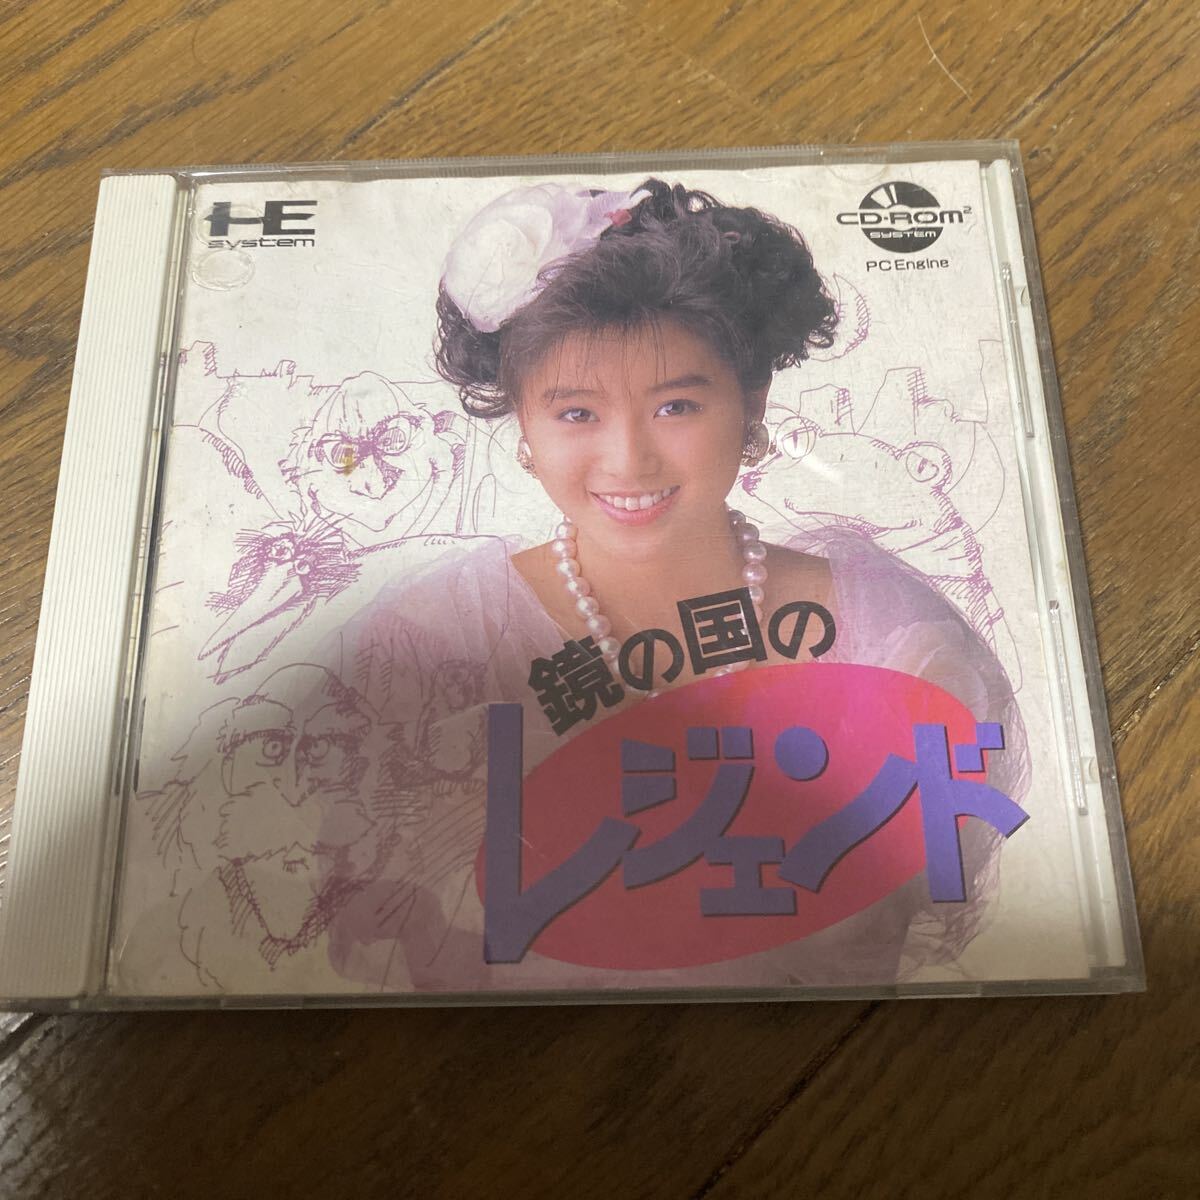 HE
system
CD-ROM²
SYSTEM
PC Engine
鏡の国の
レジェンド